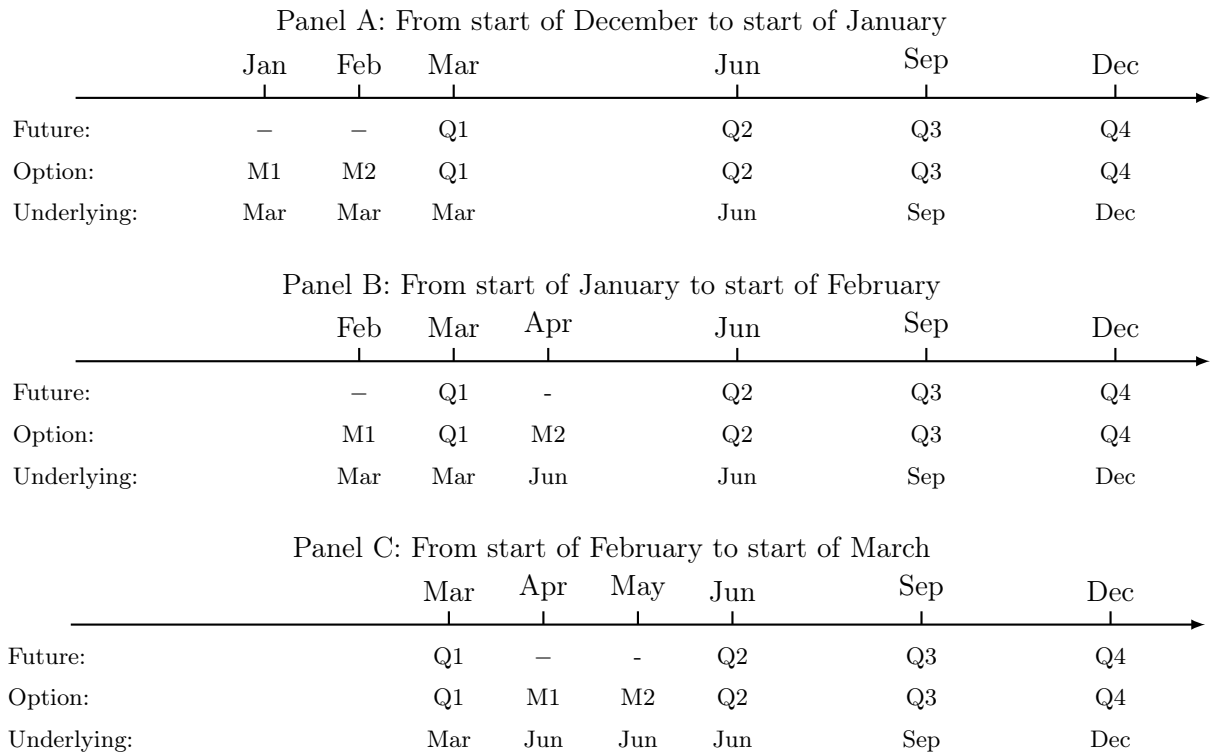 Panel A: From start of December to start of January
Jan Feb Mar Jun Sep Dec
Future: – – Q1 Q2 Q3 Q4
Option: M1 M2 Q1 Q2 Q3 Q4
Underlying: Mar Mar Mar Jun Sep Dec
Panel B: From start of January to start of February
Feb Mar Apr Jun Sep Dec
Future: – Q1 - Q2 Q3 Q4
Option: M1 Q1 M2 Q2 Q3 Q4
Underlying: Mar Mar Jun Jun Sep Dec
Panel C: From start of February to start of March
Mar Apr May Jun Sep Dec
Future: Q1 – - Q2 Q3 Q4
Option: Q1 M1 M2 Q2 Q3 Q4
Underlying: Mar Jun Jun Jun Sep Dec